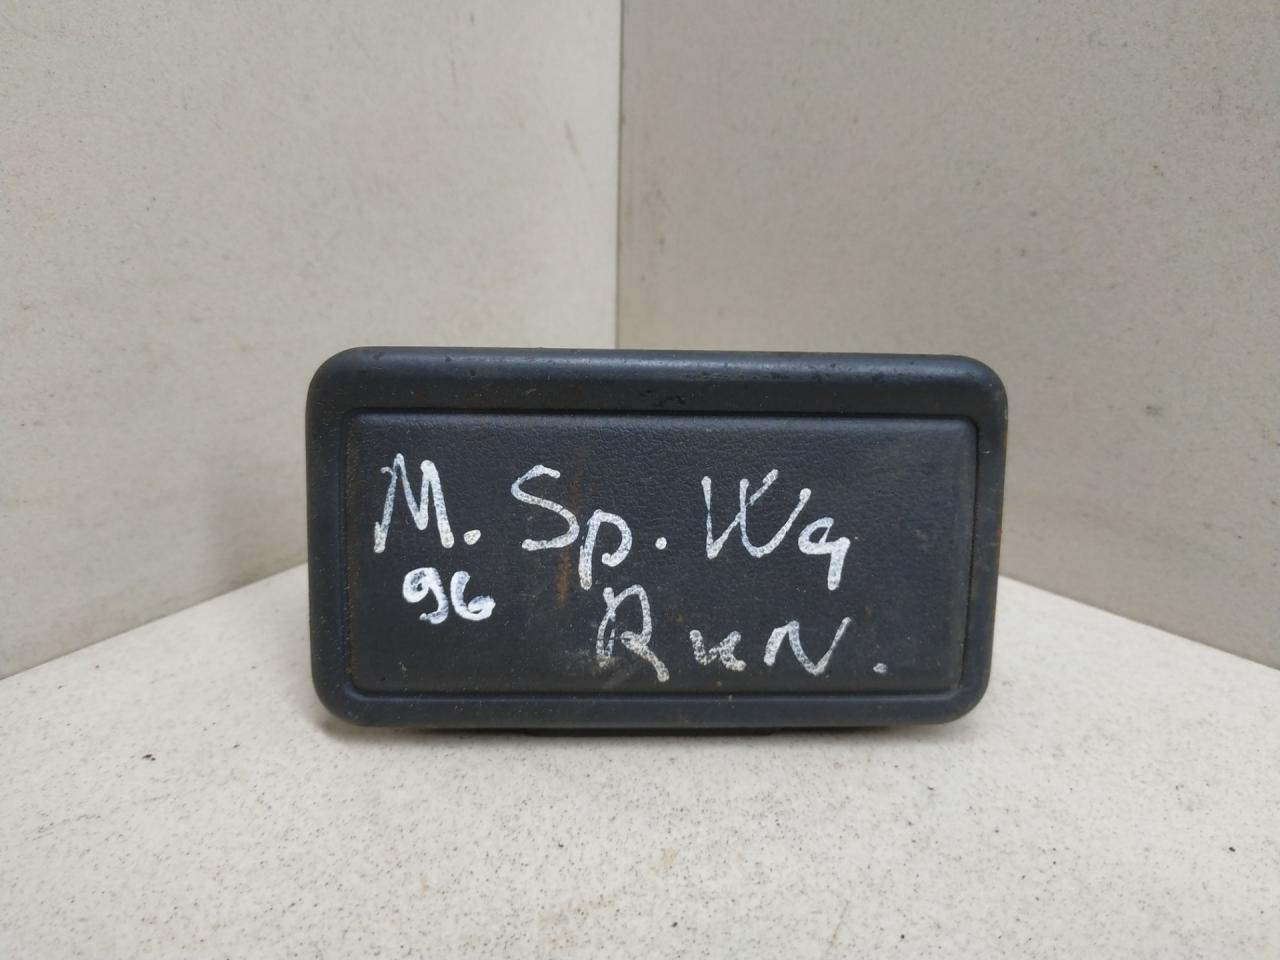 M. Sp. Wg
96 Run.